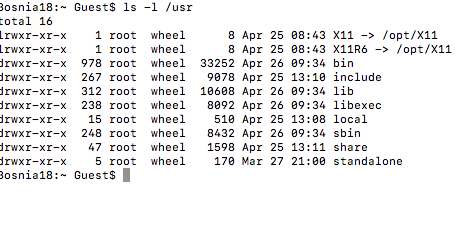 Bosnia18:~ Guest$ ls -l /usr
total 16
lrwxr-xr-x 1 root wheel 8 Apr 25 08:43 X11 -> /opt/X11
lrwxr-xr-x 1 root wheel 8 Apr 25 08:43 X11R6 -> /opt/X11
drwxr-xr-x 978 root wheel 33252 Apr 26 09:34 bin
drwxr-xr-x 267 root wheel 9078 Apr 25 13:10 include
drwxr-xr-x 312 root wheel 10608 Apr 26 09:34 lib
drwxr-xr-x 238 root wheel 8092 Apr 26 09:34 libexec
drwxr-xr-x 15 root wheel 510 Apr 25 13:08 local
drwxr-xr-x 248 root wheel 8432 Apr 26 09:34 sbin
drwxr-xr-x 47 root wheel 1598 Apr 25 13:11 share
drwxr-xr-x 5 root wheel 170 Mar 27 21:00 standalone
Bosnia18:~ Guest$